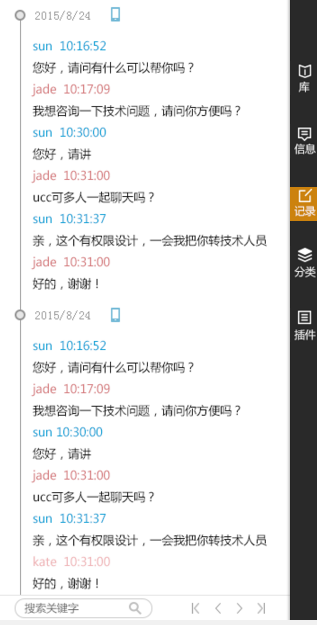 2015/8/24
sun 10:16:52
您好，请问有什么可以帮你吗？
jade 10:17:09
我想咨询一下技术问题，请问你方便吗？
sun 10:30:00
您好，请讲
jade 10:31:00
ucc可多人一起聊天吗？
sun 10:31:37
亲，这个有权限设计，一会我把你转技术人员
jade 10:31:00
好的，谢谢！
2015/8/24
sun 10:16:52
您好，请问有什么可以帮你吗？
jade 10:17:09
我想咨询一下技术问题，请问你方便吗？
sun 10:30:00
您好，请讲
jade 10:31:00
ucc可多人一起聊天吗？
sun 10:31:37
亲，这个有权限设计，一会我把你转技术人员
kate 10:31:00
好的，谢谢！
搜索关键字
库
信息
记录
分类
插件